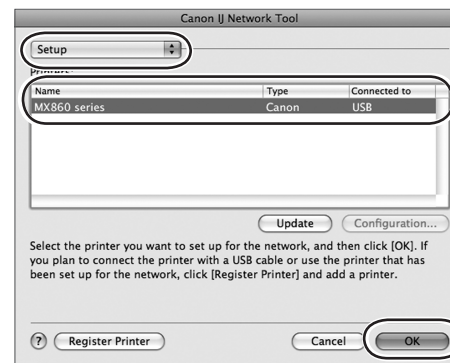 Canon IJ Network Tool
Setup
Printers:
Name Type Connected to
MX860 series Canon USB
Update Configuration...
Select the printer you want to set up for the network, and then click [OK]. If
you plan to connect the printer with a USB cable or use the printer that has
been set up for the network, click [Register Printer] and add a printer.
? Register Printer Cancel OK